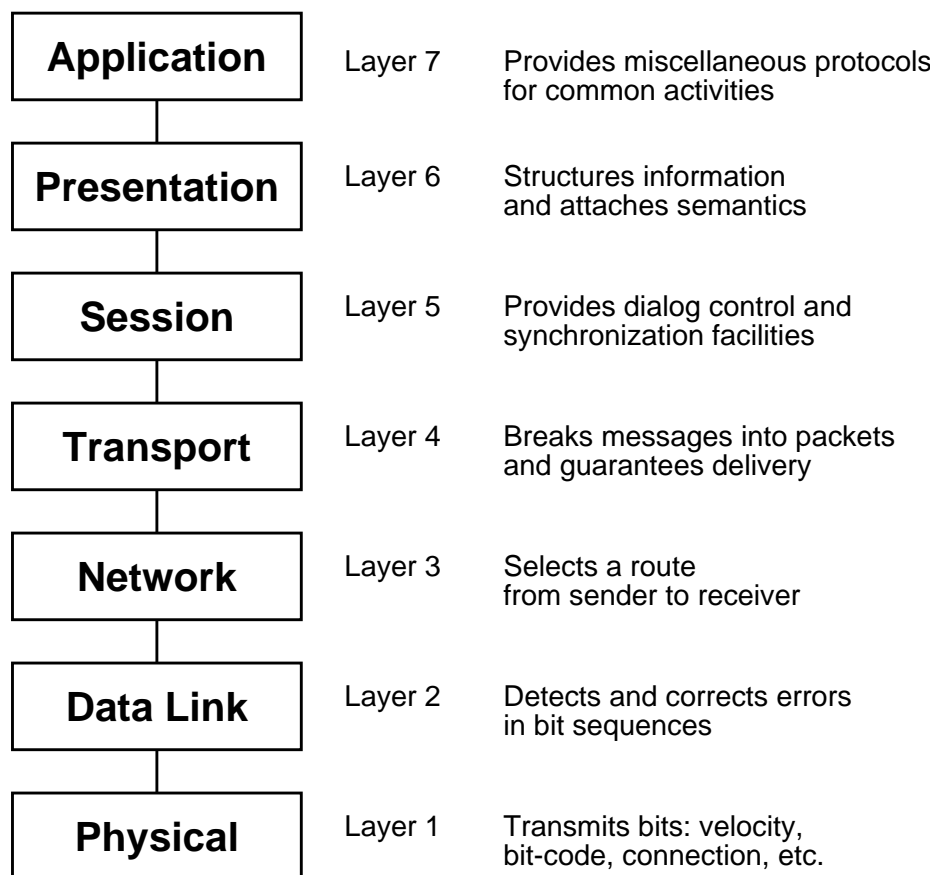 Application
Layer 7
Provides miscellaneous protocols
for common activities
Presentation
Layer 6
Structures information
and attaches semantics
Session
Layer 5
Provides dialog control and
synchronization facilities
Transport
Layer 4
Breaks messages into packets
and guarantees delivery
Network
Layer 3
Selects a route
from sender to receiver
Data Link
Layer 2
Detects and corrects errors
in bit sequences
Physical
Layer 1
Transmits bits: velocity,
bit-code, connection, etc.